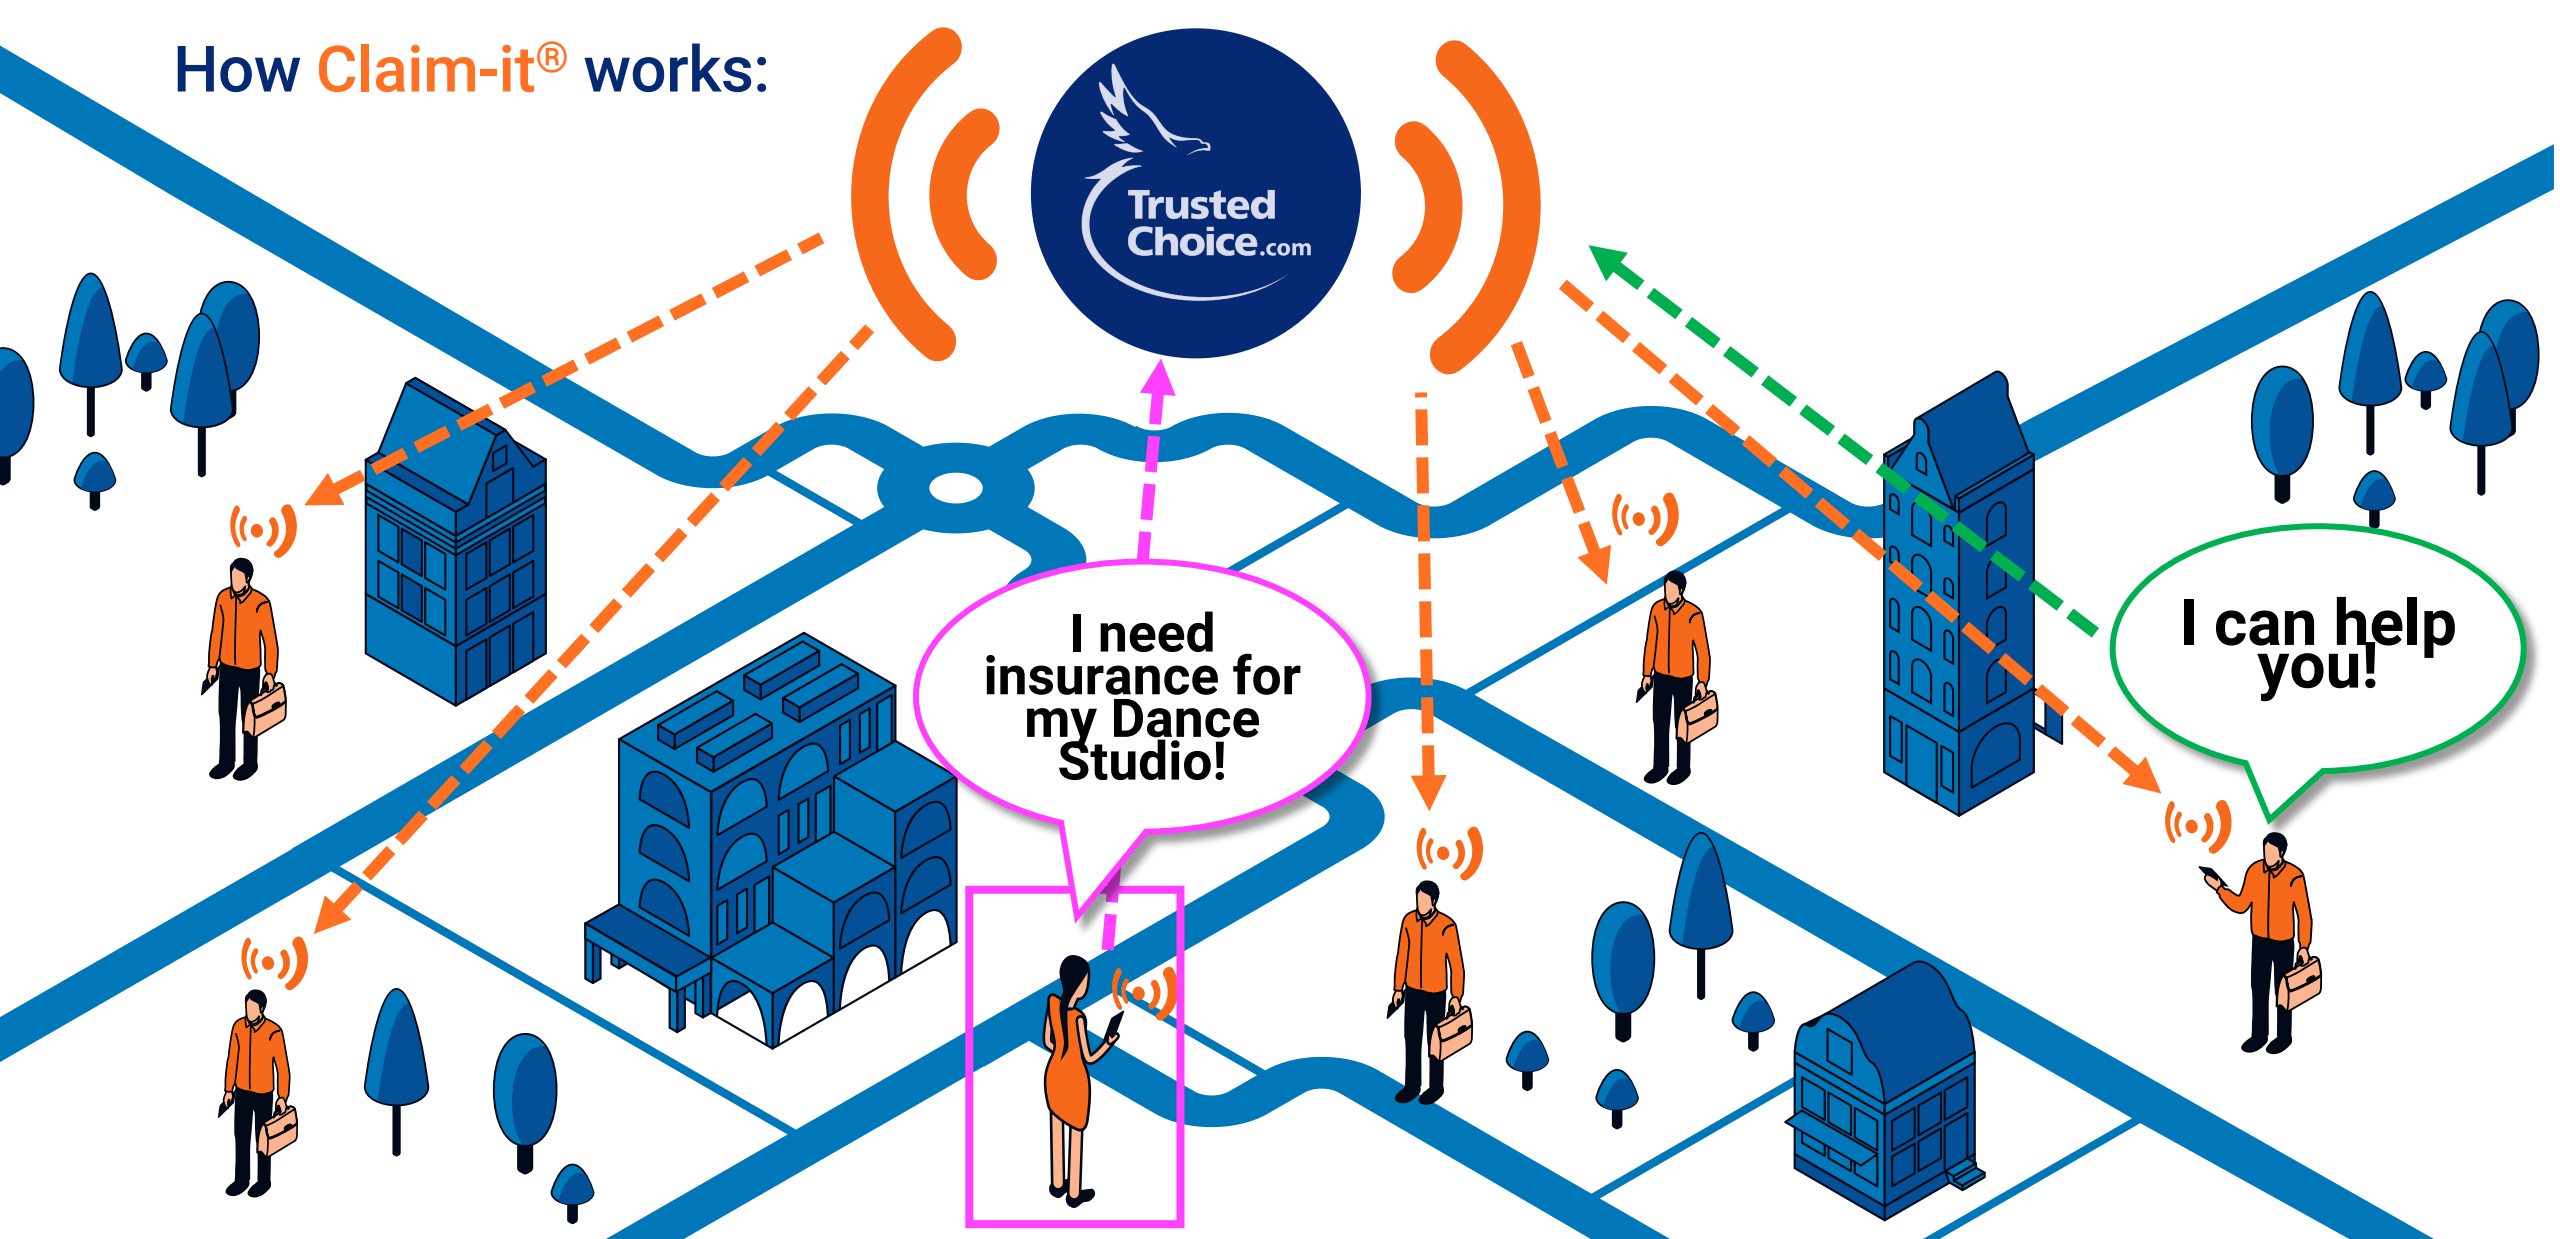 How Claim-it® works:
Trusted
Choice.com
I need
insurance for
my Dance
Studio!
I can help
you!